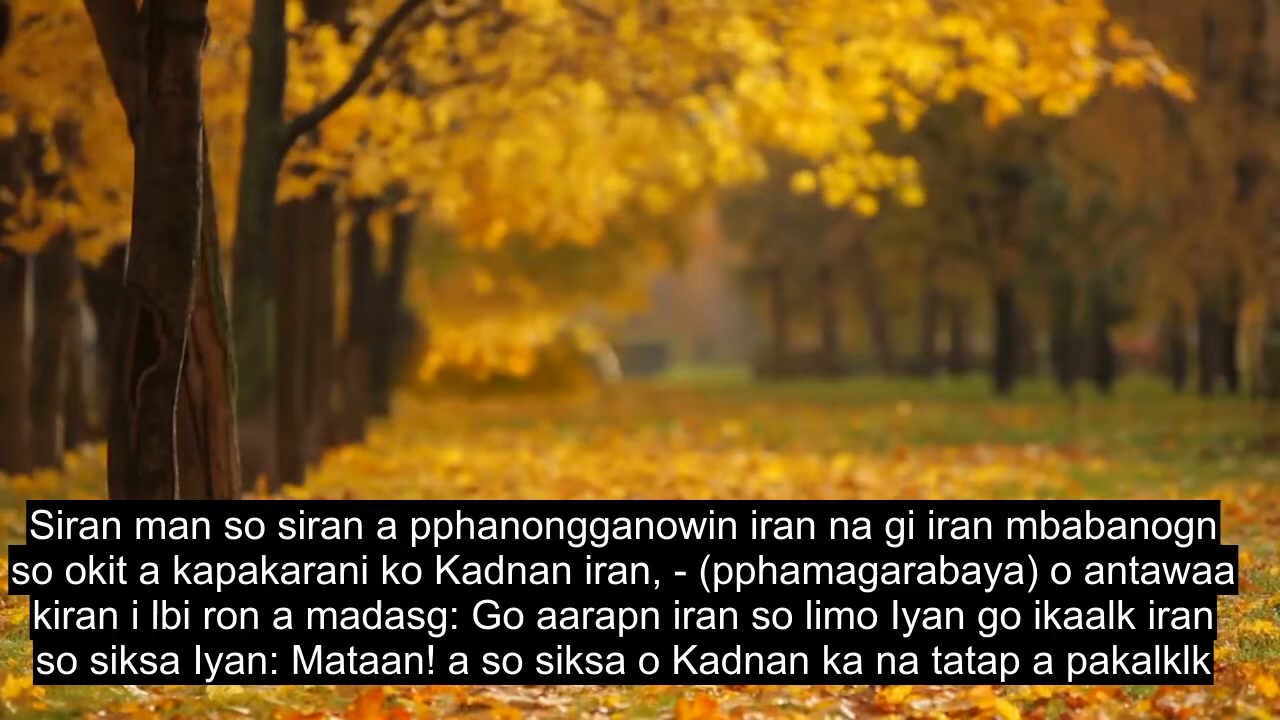 Siran man so siran a pphanongganowin iran na gi iran mbabanogn
so okit a kapakarani ko Kadnan iran, - (pphamagarabaya) o antawaa
kiran i Ibi ron a madasg: Go aarapn iran so limo Iyan go ikaalk iran
so siksa Iyan: Mataan! a so siksa o Kadnan ka na tatap a pakalklk